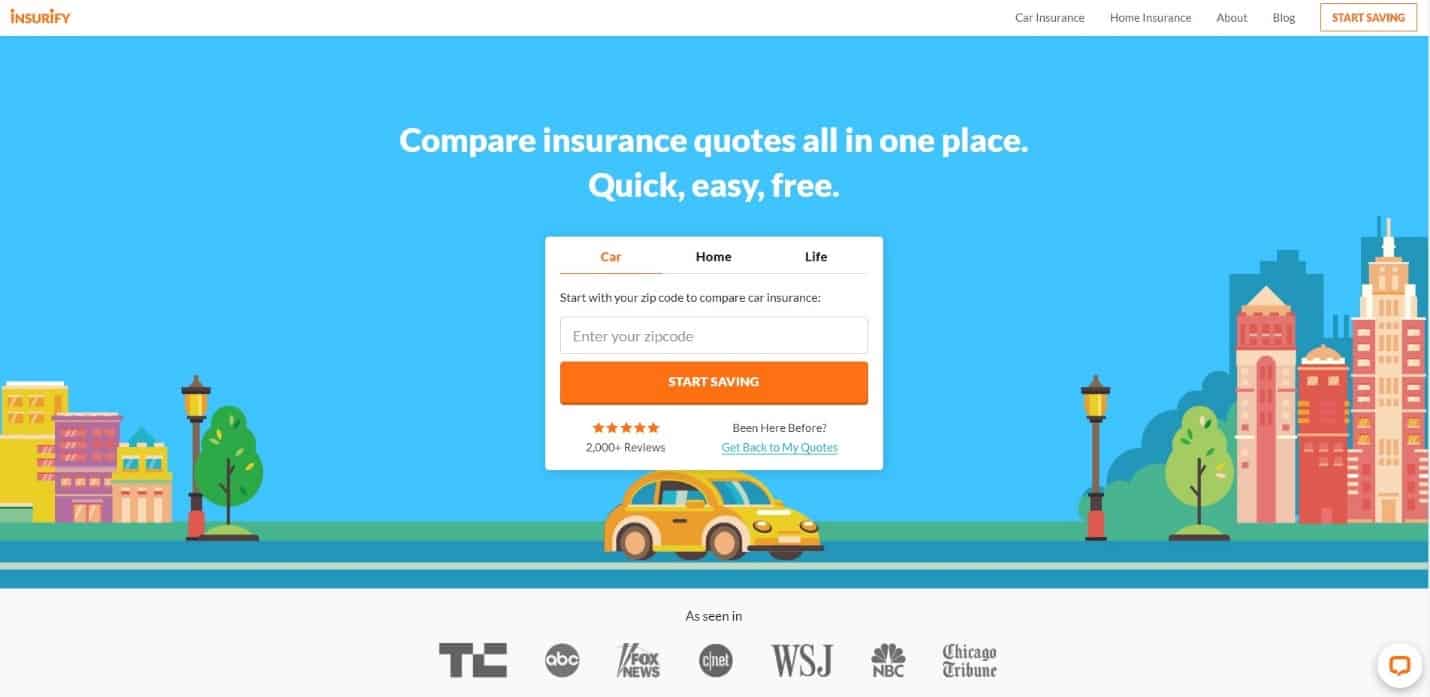 iNSURiFY
Car Insurance Home Insurance About Blog START SAVING
Compare insurance quotes all in one place.
Quick, easy, free.
Car Home Life
Start with your zip code to compare car insurance:
Enter your zipcode
START SAVING
2,000+ Reviews
Been Here Before?
Get Back to My Quotes
As seen in
TC abc FOX NEWS c|net WSJ NBC Chicago Tribune